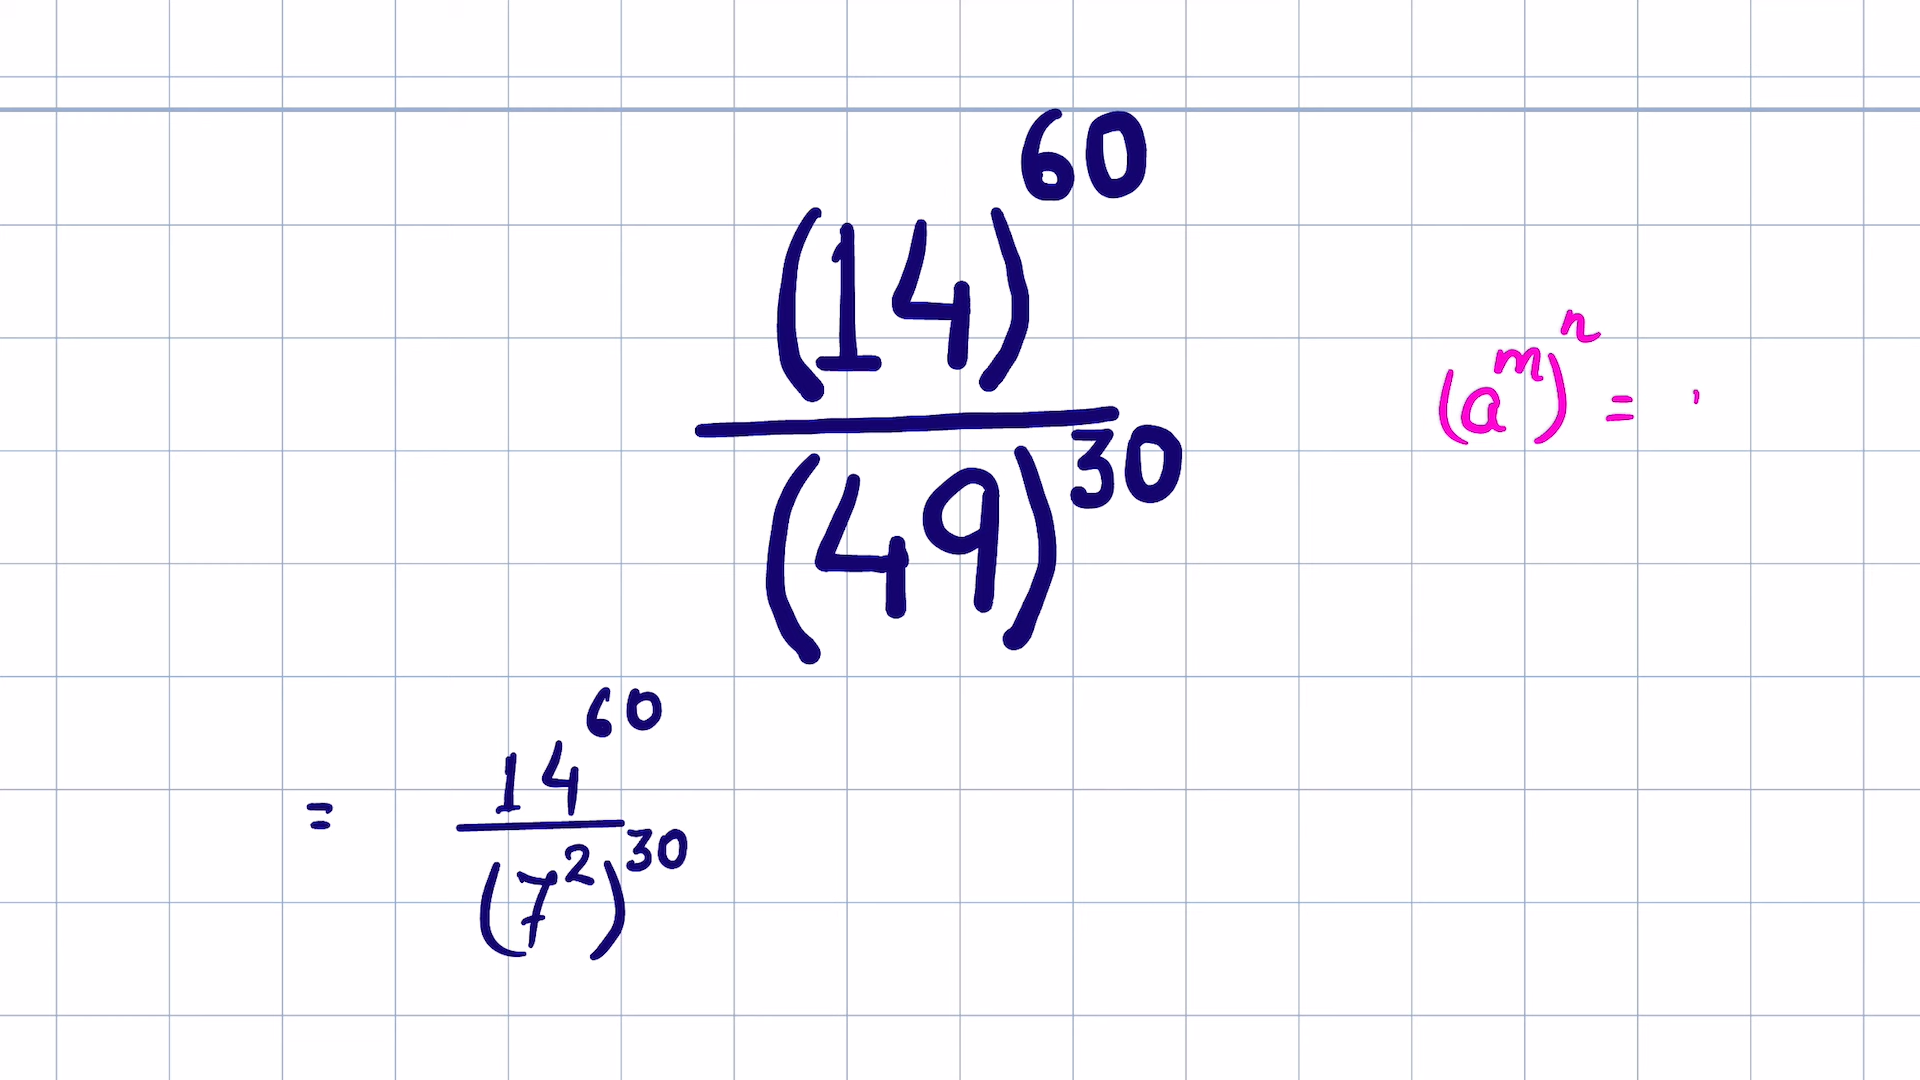 (14)^60
(49)^30
(a^m)^n =
= 14^60
(7^2)^30